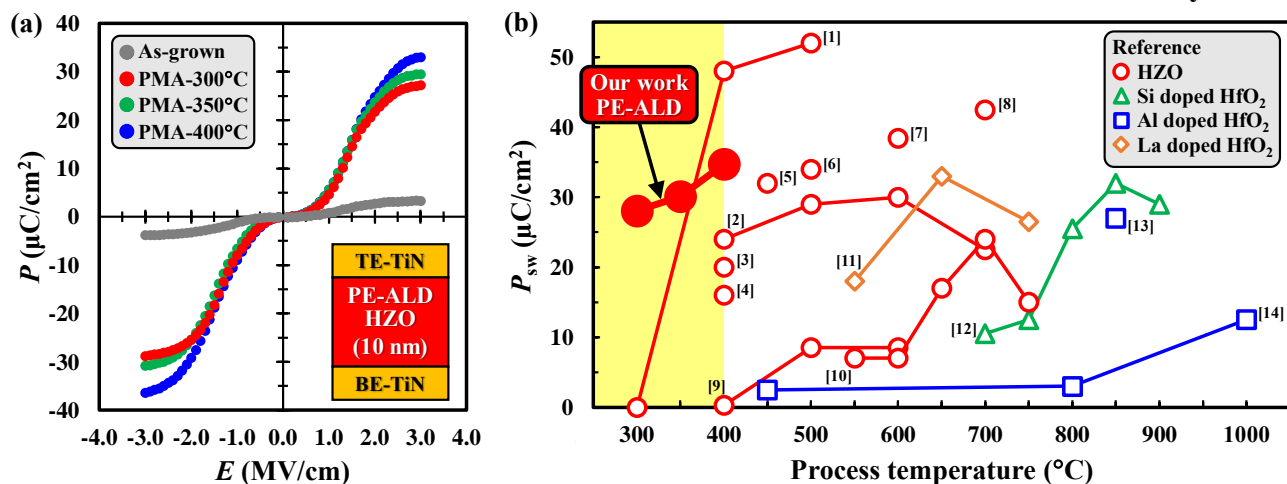 (a)
P (μC/cm²)
40
30
20
10
0
-10
-20
-30
-40
-4.0 -3.0 -2.0 -1.0 0.0 1.0 2.0 3.0 4.0
E (MV/cm)
As-grown
PMA-300°C
PMA-350°C
PMA-400°C
TE-TiN
PE-ALD
HZO
(10 nm)
BE-TiN
(b)
Psw (μC/cm²)
50
40
30
20
10
0
300 400 500 600 700 800 900 1000
Process temperature (°C)
Our work
PE-ALD
Reference
HZO
Si doped HfO₂
Al doped HfO₂
La doped HfO₂
[1]
[8]
[7]
[6]
[5]
[2]
[3]
[4]
[11]
[13]
[12]
[14]
[9]
[10]